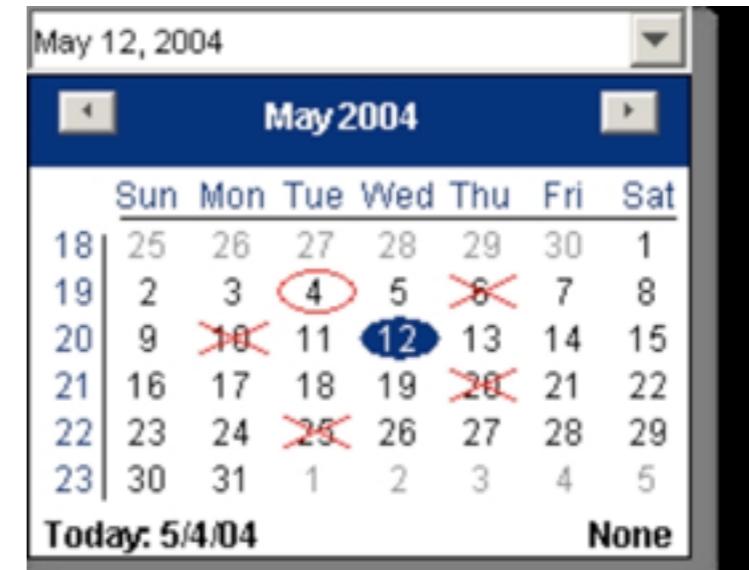 May 12, 2004
May 2004
Sun Mon Tue Wed Thu Fri Sat
18 25 26 27 28 29 30 1
19 2 3 4 5 6 7 8
20 9 10 11 12 13 14 15
21 16 17 18 19 20 21 22
22 23 24 25 26 27 28 29
23 30 31 1 2 3 4 5
Today: 5/4/04 None